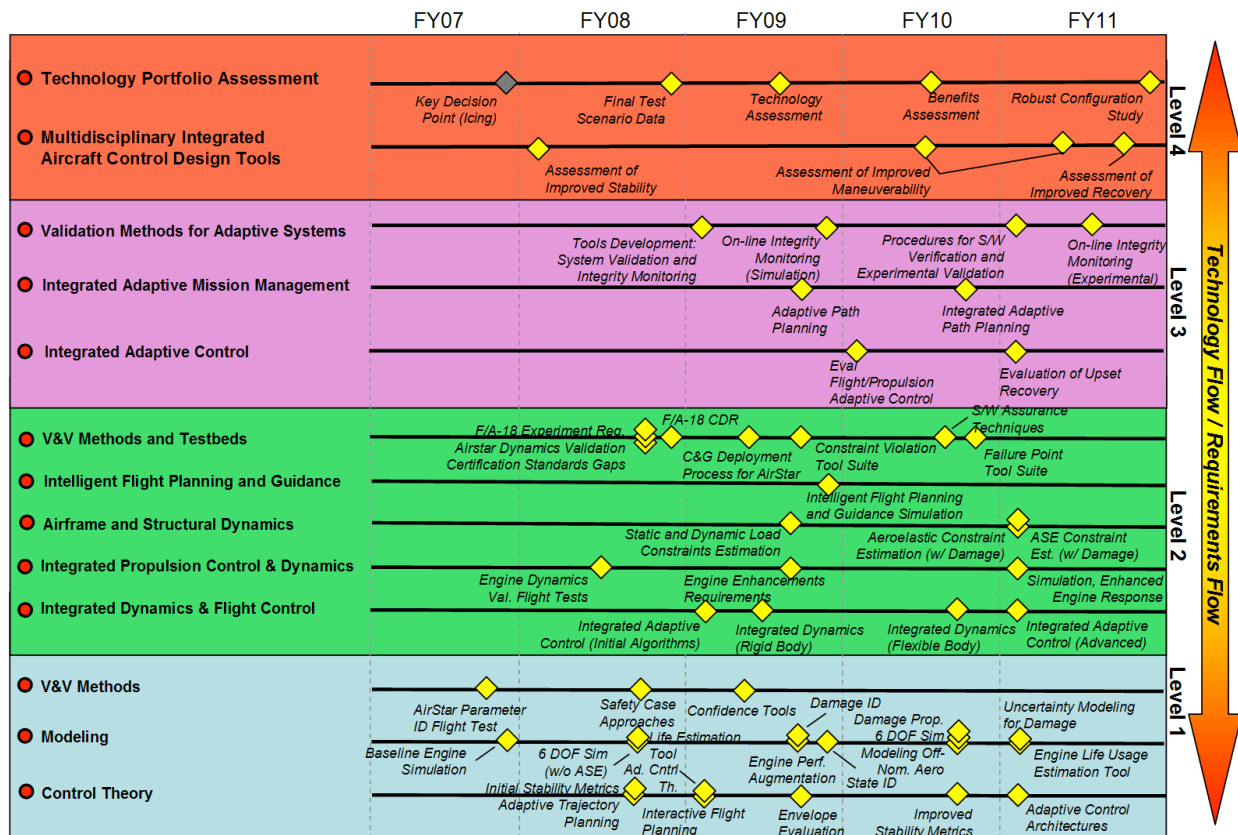 FY07 FY08 FY09 FY10 FY11
Technology Portfolio Assessment
Key Decision
Point (Icing)
Final Test
Scenario Data
Technology
Assessment
Benefits
Assessment
Robust Configuration
Study
Multidisciplinary Integrated
Aircraft Control Design Tools
Assessment of
Improved Stability
Assessment of Improved
Maneuverability
Assessment of
Improved Recovery
Level 4
Validation Methods for Adaptive Systems
Tools Development:
System Validation and
Integrity Monitoring
On-line Integrity
Monitoring
(Simulation)
Procedures for S/W
Verification and
Experimental Validation
On-line Integrity
Monitoring
(Experimental)
Integrated Adaptive Mission Management
Adaptive Path
Planning
Integrated Adaptive
Path Planning
Integrated Adaptive Control
Eval
Flight/Propulsion
Adaptive Control
Evaluation of Upset
Recovery
Level 3
V&V Methods and Testbeds
F/A-18 Experiment Req.
Airstar Dynamics Validation
Certification Standards Gaps
F/A-18 CDR
C&G Deployment
Process for AirStar
Constraint Violation
Tool Suite
S/W Assurance
Techniques
Failure Point
Tool Suite
Intelligent Flight Planning and Guidance
Intelligent Flight Planning
and Guidance Simulation
Airframe and Structural Dynamics
Static and Dynamic Load
Constraints Estimation
Aeroelastic Constraint
Estimation (w/ Damage)
ASE Constraint
Est. (w/ Damage)
Integrated Propulsion Control & Dynamics
Engine Dynamics
Val. Flight Tests
Engine Enhancements
Requirements
Simulation, Enhanced
Engine Response
Integrated Dynamics & Flight Control
Integrated Adaptive
Control (Initial Algorithms)
Integrated Dynamics
(Rigid Body)
Integrated Dynamics
(Flexible Body)
Integrated Adaptive
Control (Advanced)
Level 2
V&V Methods
AirStar Parameter
ID Flight Test
Safety Case
Approaches
Confidence Tools
Modeling
Baseline Engine
Simulation
6 DOF Sim
(w/o ASE)
Life Estimation
Tool
Damage ID
Engine Perf.
Augmentation
State ID
Damage Prop.
6 DOF Sim
Modeling Off-
Nom. Aero
Uncertainty Modeling
for Damage
Engine Life Usage
Estimation Tool
Control Theory
Initial Stability Metrics
Adaptive Trajectory
Planning
Ad. Cntrl
Th.
Interactive Flight
Planning
Envelope
Evaluation
Improved
Stability Metrics
Adaptive Control
Architectures
Level 1
Technology Flow / Requirements Flow